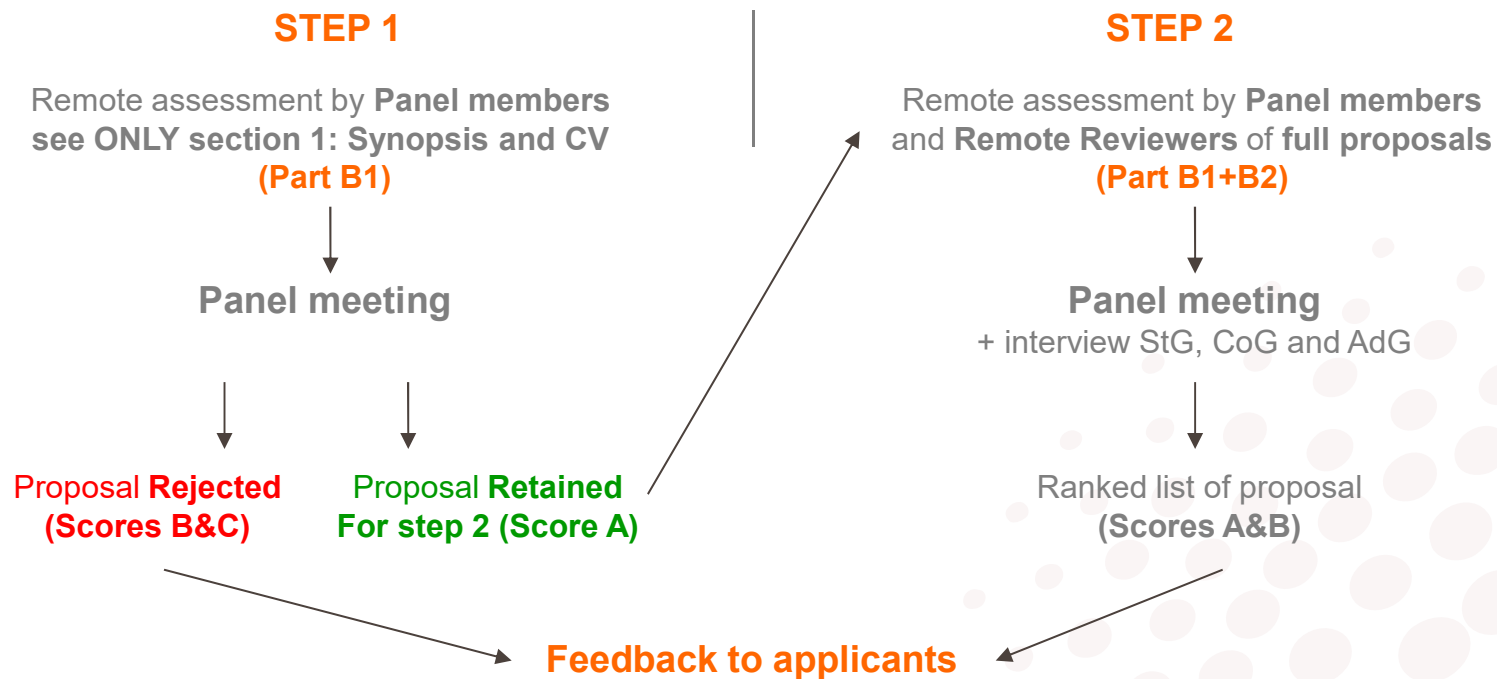 STEP 1
Remote assessment by Panel members
see ONLY section 1: Synopsis and CV
(Part B1)
Panel meeting
Proposal Rejected
(Scores B&C)
Proposal Retained
For step 2 (Score A)
STEP 2
Remote assessment by Panel members
and Remote Reviewers of full proposals
(Part B1+B2)
Panel meeting
+ interview StG, CoG and AdG
Ranked list of proposal
(Scores A&B)
Feedback to applicants